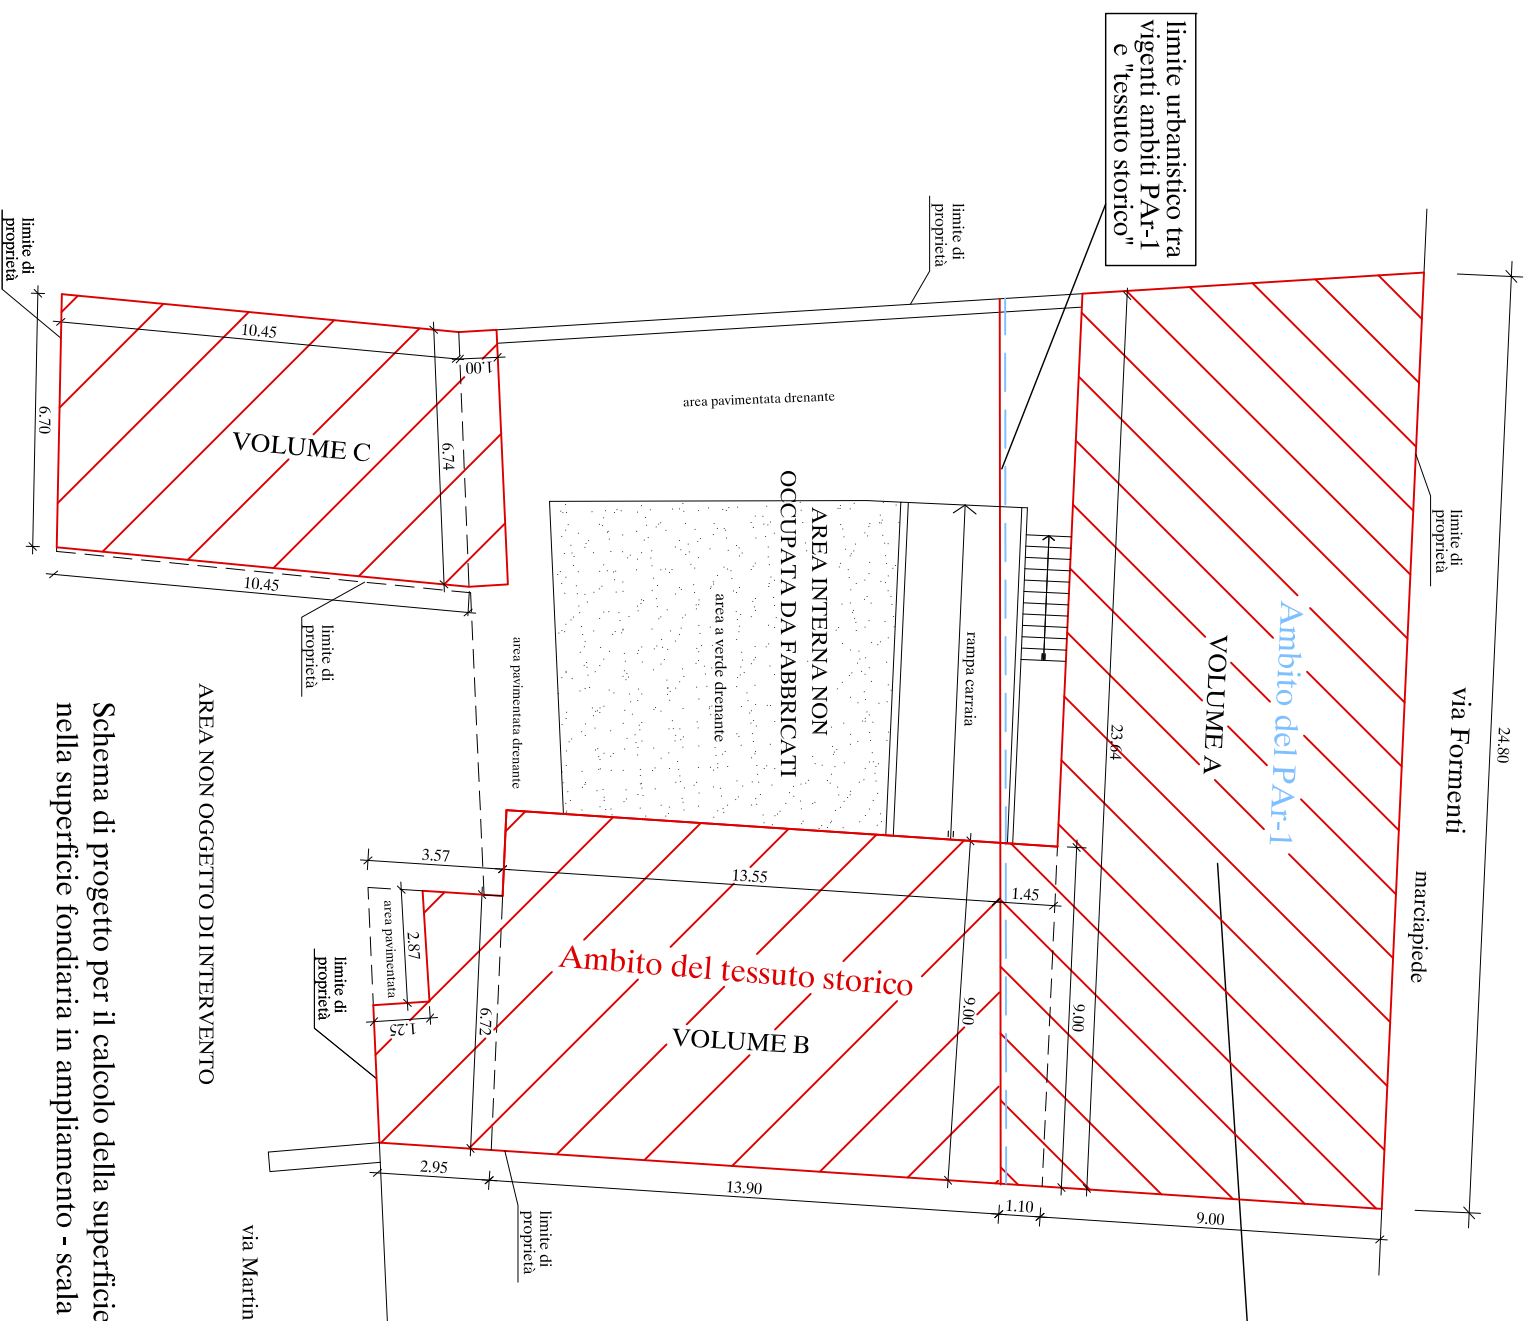 limite urbanistico tra
vigenti ambiti PAr-1
e "tessuto storico"
limite di
proprietà
limite di
proprietà
limite di
proprietà
24.80
via Formenti
marciapiede
Ambito del PAr-1
VOLUME A
23.64
10.45
1.00
6.70
6.74
VOLUME C
10.45
area pavimentata drenante
AREA INTERNA NON
OCCUPATA DA FABBRICATI
area a verde drenante
rampa carraia
area pavimentata drenante
limite di
proprietà
AREA NON OGGETTO DI INTERVENTO
3.57
13.55
1.45
area pavimentata
2.87
1.25
6.72
9.00
9.00
Ambito del tessuto storico
VOLUME B
limite di
proprietà
2.95
13.90
1.10
9.00
limite di
proprietà
via Martin
Schema di progetto per il calcolo della superficie
nella superficie fondiaria in ampliamento - scala